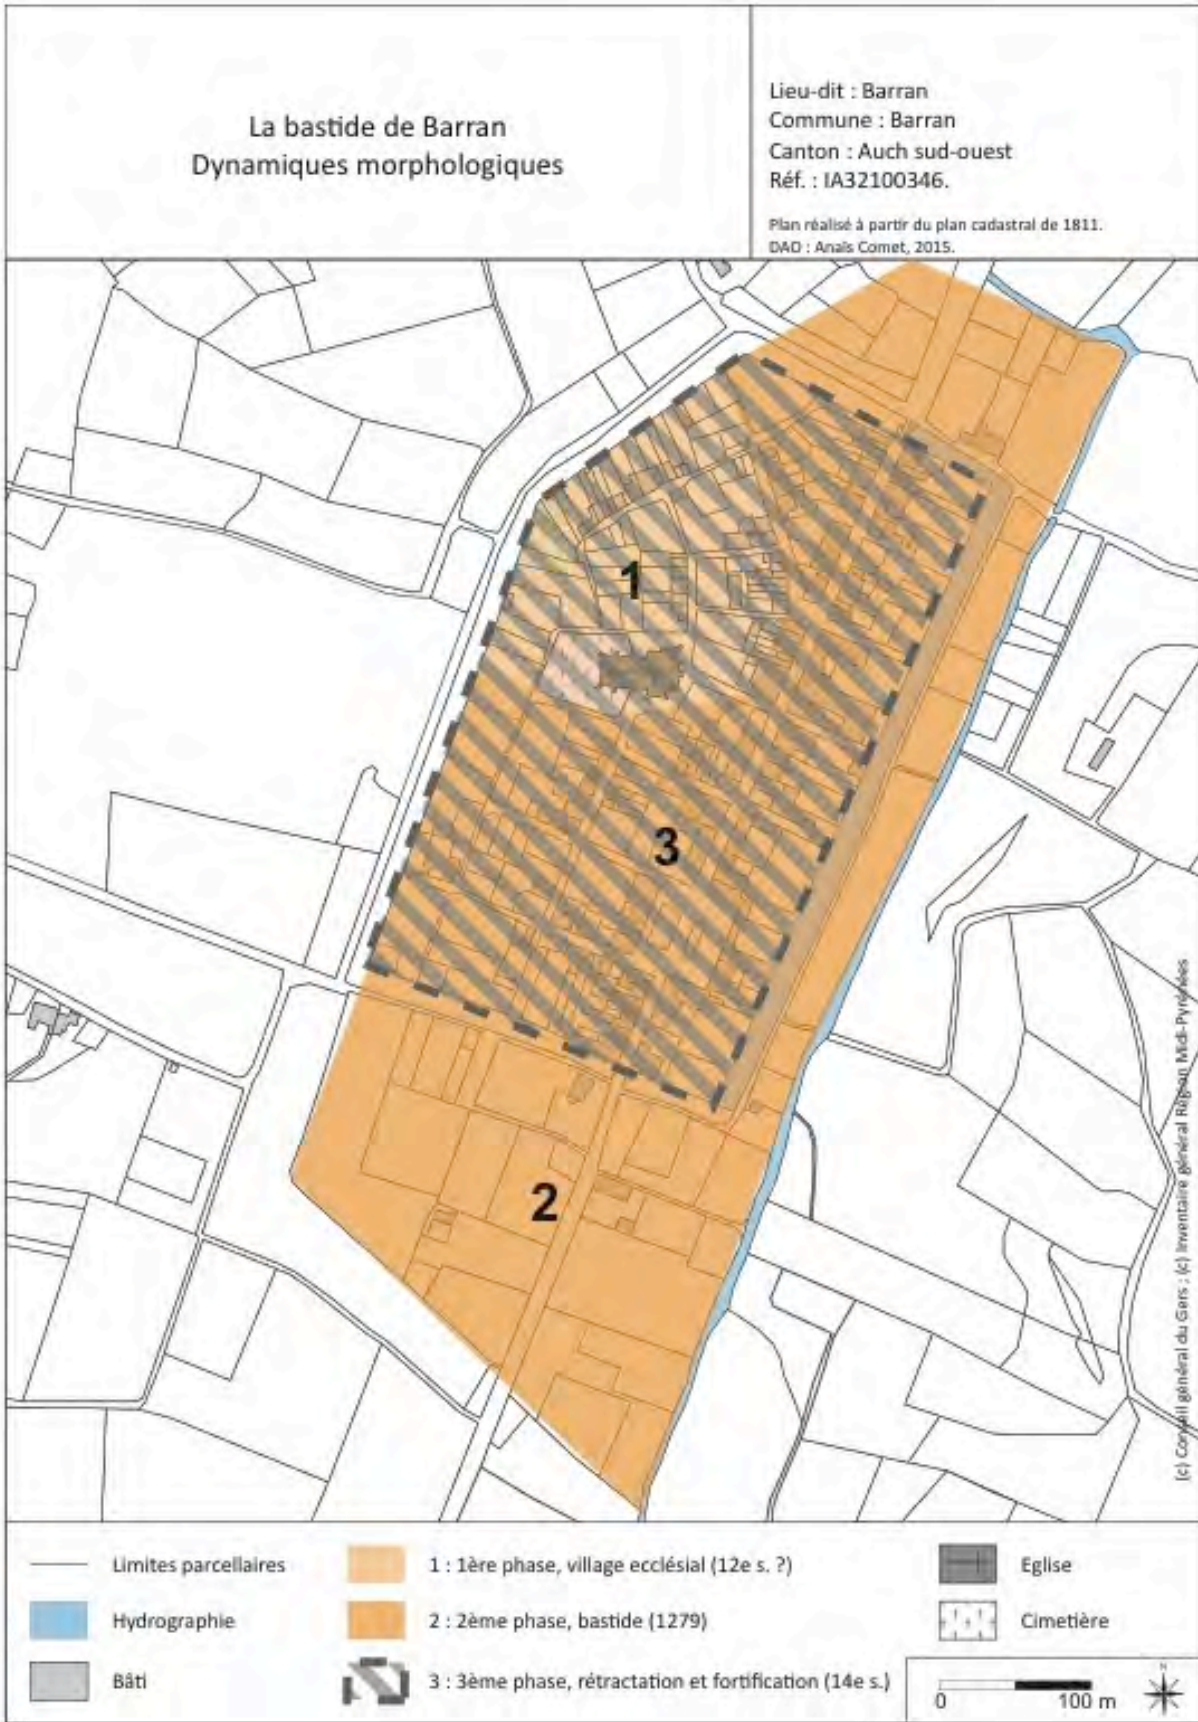 La bastide de Barran
Dynamiques morphologiques
Lieu-dit : Barran
Commune : Barran
Canton : Auch sud-ouest
Réf. : IA32100346.
Plan réalisé à partir du plan cadastral de 1811.
DAO : Anaïs Comet, 2015.
1
3
2
(c) Conseil général du Gers ; (c) Inventaire général Région Midi-Pyrénées
Limites parcellaires
Hydrographie
Bâti
1 : 1ère phase, village ecclésial (12e s. ?)
2 : 2ème phase, bastide (1279)
3 : 3ème phase, rétractation et fortification (14e s.)
Eglise
Cimetière
0 100 m
N